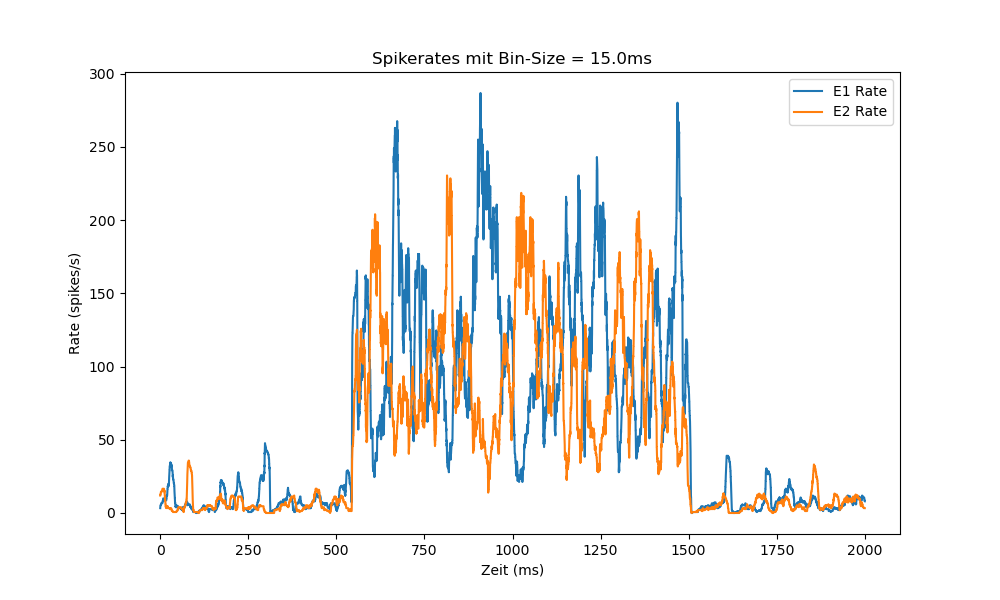 Spikerates mit Bin-Size = 15.0ms
300
250
200
150
100
50
0
Rate (spikes/s)
E1 Rate
E2 Rate
0 250 500 750 1000 1250 1500 1750 2000
Zeit (ms)